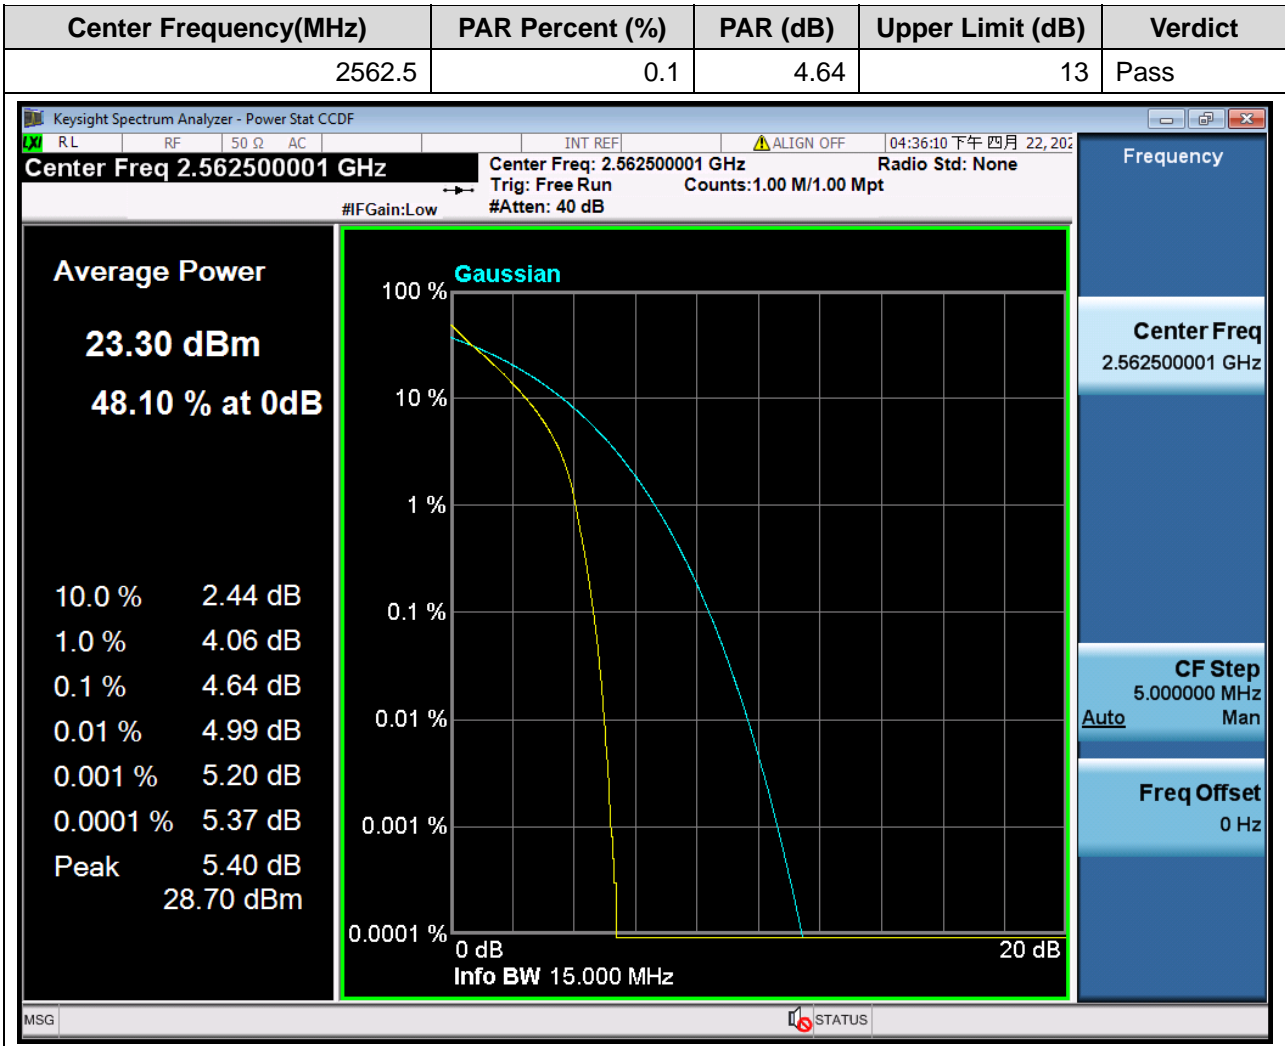 Center Frequency(MHz) PAR Percent (%) PAR (dB) Upper Limit (dB) Verdict
2562.5 0.1 4.64 13 Pass
Keysight Spectrum Analyzer - Power Stat CCDF
LXI RL RF 50 Ω AC INT REF ALIGN OFF 04:36:10 下午 四月 22, 202
Center Freq 2.562500001 GHz
Center Freq: 2.562500001 GHz Radio Std: None
Trig: Free Run Counts:1.00 M/1.00 Mpt
#IFGain:Low #Atten: 40 dB
Frequency
Average Power
23.30 dBm
48.10 % at 0dB
10.0 % 2.44 dB
1.0 % 4.06 dB
0.1 % 4.64 dB
0.01 % 4.99 dB
0.001 % 5.20 dB
0.0001 % 5.37 dB
Peak 5.40 dB
28.70 dBm
Gaussian
100 %
10 %
1 %
0.1 %
0.01 %
0.001 %
0.0001 %
0 dB 20 dB
Info BW 15.000 MHz
Center Freq
2.562500001 GHz
CF Step
5.000000 MHz
Auto Man
Freq Offset
0 Hz
MSG STATUS